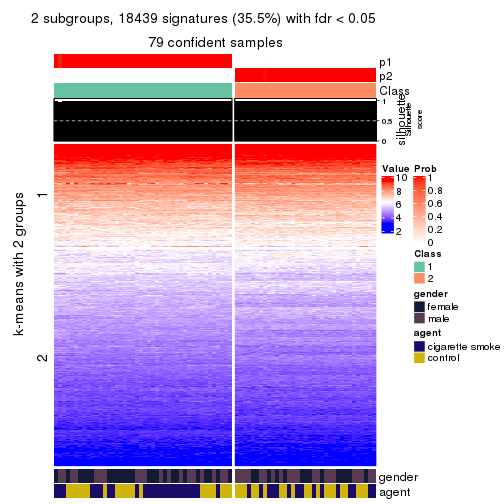 2 subgroups, 18439 signatures (35.5%) with fdr < 0.05
79 confident samples
p1
p2
Class
1
0.5
0
silhouette
Silhouette
score
k-means with 2 groups
1
2
Value
10
8
6
4
2
Prob
1
0.8
0.6
0.4
0.2
0
Class
1
2
gender
female
male
agent
cigarette smoke
control
gender
agent